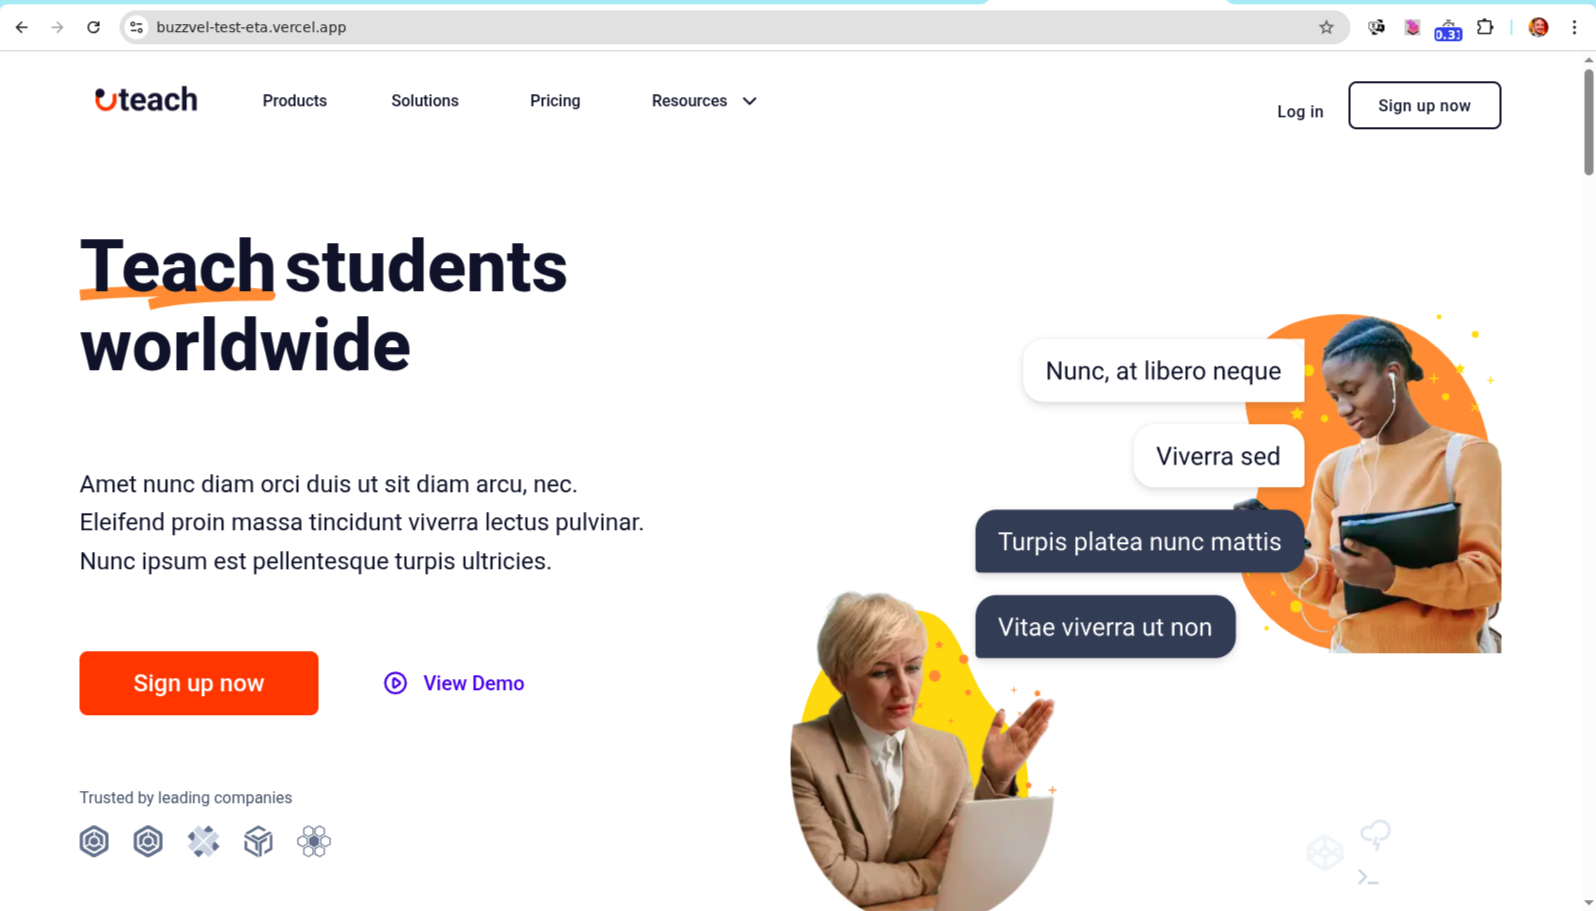 buzzvel-test-eta.vercel.app
0.31
uteach
Products
Solutions
Pricing
Resources
Log in
Sign up now
Teach students
worldwide
Amet nunc diam orci duis ut sit diam arcu, nec.
Eleifend proin massa tincidunt viverra lectus pulvinar.
Nunc ipsum est pellentesque turpis ultricies.
Sign up now
View Demo
Trusted by leading companies
Nunc, at libero neque
Viverra sed
Turpis platea nunc mattis
Vitae viverra ut non